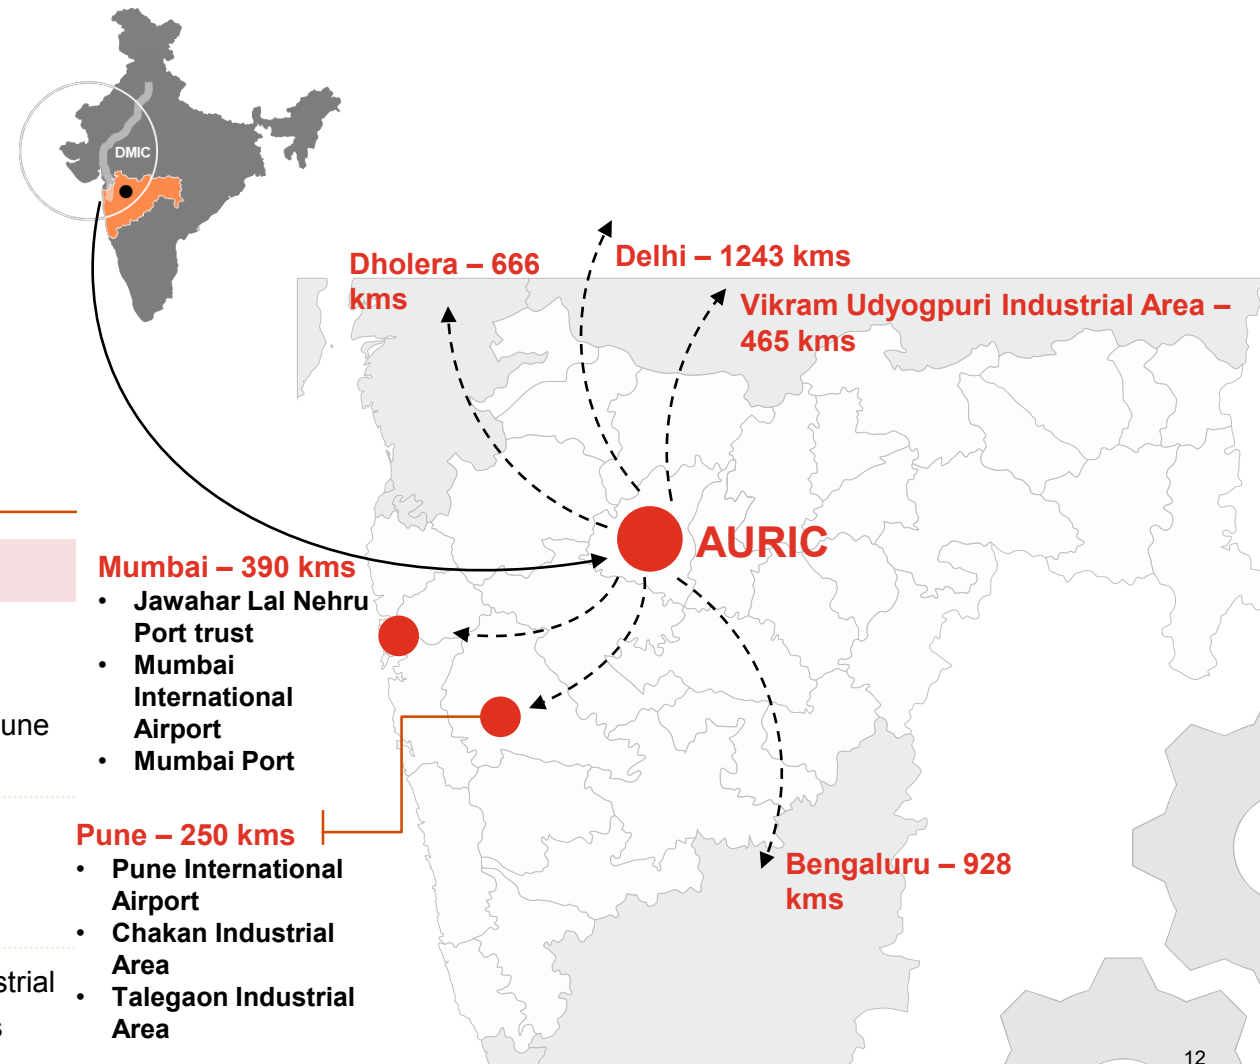 DMIC
Dholera – 666
kms
Delhi – 1243 kms
Vikram Udyogpuri Industrial Area –
465 kms
AURIC
Mumbai – 390 kms
• Jawahar Lal Nehru
Port trust
• Mumbai
International
Airport
• Mumbai Port
une
Pune – 250 kms
• Pune International
Airport
• Chakan Industrial
Area
• Talegaon Industrial
Area
strial
s
Bengaluru – 928
kms
12